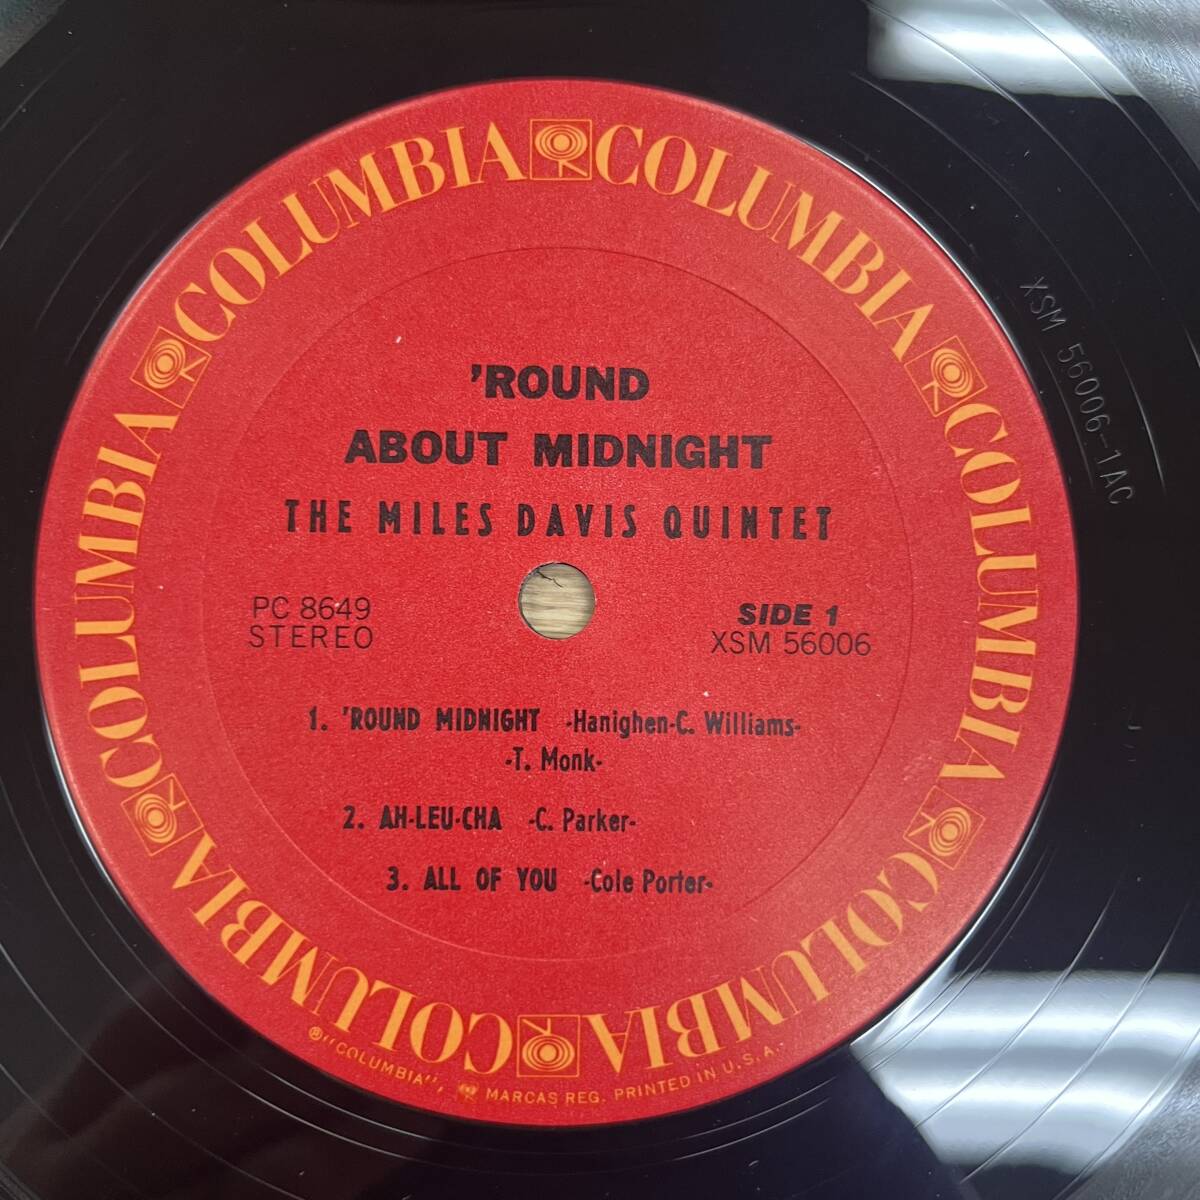 COLUMBIA COLUMBIA COLUMBIA COLUMBIA COLUMBIA COLUMBIA COLUMBIA
'ROUND
ABOUT MIDNIGHT
THE MILES DAVIS QUINTET
PC 8649
STEREO
SIDE 1
XSM 56006
1. 'ROUND MIDNIGHT -Hanighen-C. Williams-
-T. Monk-
2. AH-LEU-CHA -C. Parker-
3. ALL OF YOU -Cole Porter-
® "COLUMBIA", MARCAS REG. PRINTED IN U.S.A.
XSM 56006-1AC